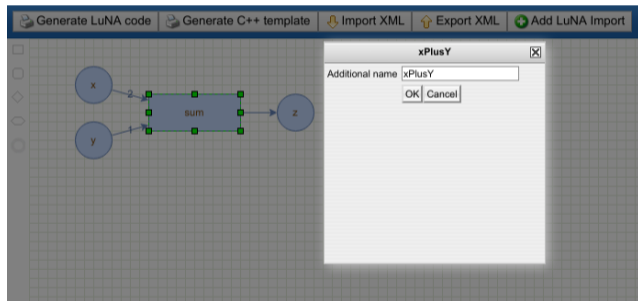 Generate LuNA code Generate C++ template Import XML Export XML Add LuNA Import
xPlusY
Additional name xPlusY
OK Cancel
x
2
sum
z
1
y